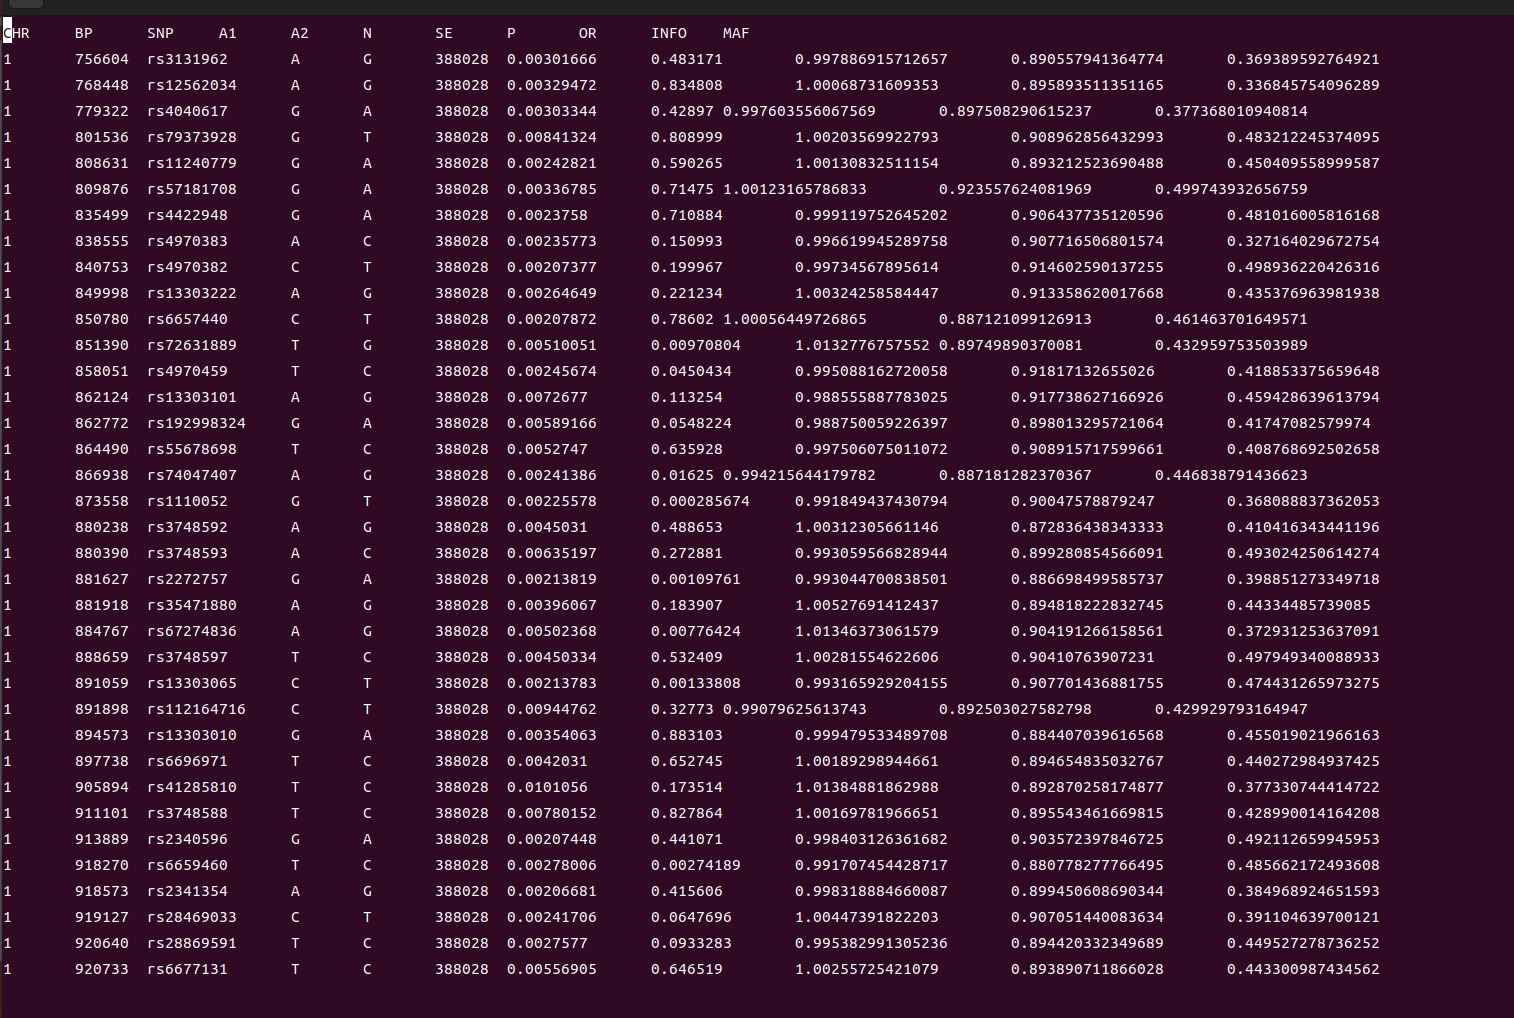 CHR BP SNP A1 A2 N SE P OR INFO MAF
1 756604 rs3131962 A G 388028 0.00301666 0.483171 0.997886915712657 0.890557941364774 0.369389592764921
1 768448 rs12562034 A G 388028 0.00329472 0.834808 1.00068731609353 0.895893511351165 0.336845754096289
1 779322 rs4040617 G A 388028 0.00303344 0.42897 0.997603556067569 0.897508290615237 0.377368010940814
1 801536 rs79373928 G T 388028 0.00841324 0.808999 1.00203569922793 0.908962856432993 0.483212245374095
1 808631 rs11240779 G A 388028 0.00242821 0.590265 1.00130832511154 0.893212523690488 0.450409558999587
1 809876 rs57181708 G A 388028 0.00336785 0.71475 1.00123165786833 0.923557624081969 0.499743932656759
1 835499 rs4422948 G A 388028 0.0023758 0.710884 0.999119752645202 0.906437735120596 0.481016005816168
1 838555 rs4970383 A C 388028 0.00235773 0.150993 0.996619945289758 0.907716506801574 0.327164029672754
1 840753 rs4970382 C T 388028 0.00207377 0.199967 0.99734567895614 0.914602590137255 0.498936220426316
1 849998 rs13303222 A G 388028 0.00264649 0.221234 1.00324258584447 0.913358620017668 0.435376963981938
1 850780 rs6657440 C T 388028 0.00207872 0.78602 1.00056449726865 0.887121099126913 0.461463701649571
1 851390 rs72631889 T G 388028 0.00510051 0.00970804 1.0132776757552 0.89749890370081 0.432959753503989
1 858051 rs4970459 T C 388028 0.00245674 0.0450434 0.995088162720058 0.91817132655026 0.418853375659648
1 862124 rs13303101 A G 388028 0.0072677 0.113254 0.988555887783025 0.917738627166926 0.459428639613794
1 862772 rs192998324 G A 388028 0.00589166 0.0548224 0.988750059226397 0.898013295721064 0.41747082579974
1 864490 rs55678698 T C 388028 0.0052747 0.635928 0.997506075011072 0.908915717599661 0.408768692502658
1 866938 rs74047407 A G 388028 0.00241386 0.01625 0.994215644179782 0.887181282370367 0.446838791436623
1 873558 rs1110052 G T 388028 0.00225578 0.000285674 0.991849437430794 0.90047578879247 0.368088837362053
1 880238 rs3748592 A G 388028 0.0045031 0.488653 1.00312305661146 0.872836438343333 0.410416343441196
1 880390 rs3748593 A C 388028 0.00635197 0.272881 0.993059566828944 0.899280854566091 0.493024250614274
1 881627 rs2272757 G A 388028 0.00213819 0.00109761 0.993044700838501 0.886698499585737 0.398851273349718
1 881918 rs35471880 A G 388028 0.00396067 0.183907 1.00527691412437 0.894818222832745 0.44334485739085
1 884767 rs67274836 A G 388028 0.00502368 0.00776424 1.01346373061579 0.904191266158561 0.372931253637091
1 888659 rs3748597 T C 388028 0.00450334 0.532409 1.00281554622606 0.90410763907231 0.497949340088933
1 891059 rs13303065 C T 388028 0.00213783 0.00133808 0.993165929204155 0.907701436881755 0.474431265973275
1 891898 rs112164716 C T 388028 0.00944762 0.32773 0.99079625613743 0.892503027582798 0.429929793164947
1 894573 rs13303010 G A 388028 0.00354063 0.883103 0.999479533489708 0.884407039616568 0.455019021966163
1 897738 rs6696971 T C 388028 0.0042031 0.652745 1.00189298944661 0.894654835032767 0.440272984937425
1 905894 rs41285810 T C 388028 0.0101056 0.173514 1.01384881862988 0.892870258174877 0.377330744414722
1 911101 rs3748588 T C 388028 0.00780152 0.827864 1.00169781966651 0.895543461669815 0.428990014164208
1 913889 rs2340596 G A 388028 0.00207448 0.441071 0.998403126361682 0.903572397846725 0.492112659945953
1 918270 rs6659460 T C 388028 0.00278006 0.00274189 0.991707454428717 0.880778277766495 0.485662172493608
1 918573 rs2341354 A G 388028 0.00206681 0.415606 0.998318884660087 0.899450608690344 0.384968924651593
1 919127 rs28469033 C T 388028 0.00241706 0.0647696 1.00447391822203 0.907051440083634 0.391104639700121
1 920640 rs28869591 T C 388028 0.0027577 0.0933283 0.995382991305236 0.894420332349689 0.449527278736252
1 920733 rs6677131 T C 388028 0.00556905 0.646519 1.00255725421079 0.893890711866028 0.443300987434562